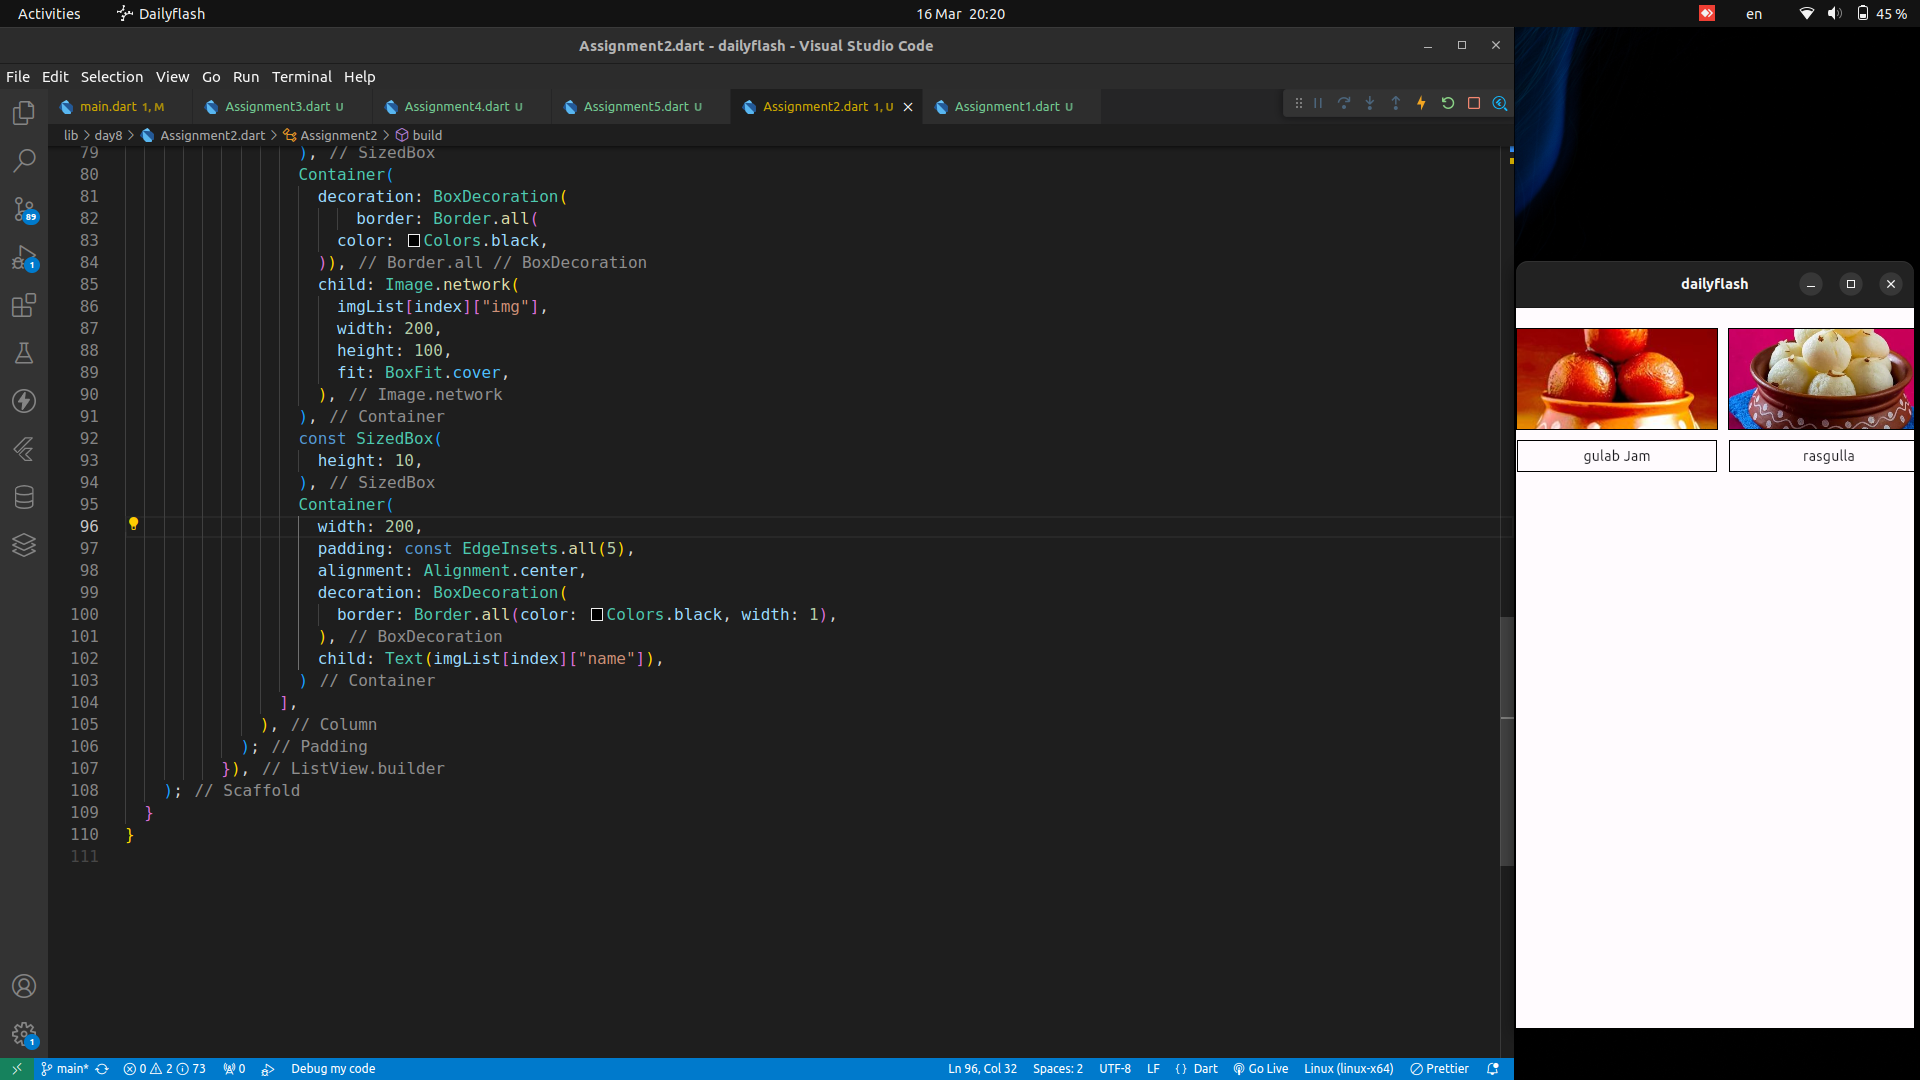 Activities
Dailyflash
16 Mar 20:20
en
45 %
Assignment2.dart - dailyflash - Visual Studio Code
File Edit Selection View Go Run Terminal Help
main.dart 1, M
Assignment3.dart U
Assignment4.dart U
Assignment5.dart U
Assignment2.dart 1, U
Assignment1.dart U
lib > day8 > Assignment2.dart > Assignment2 > build
79 ), // SizedBox
80 Container(
81 decoration: BoxDecoration(
82 border: Border.all(
83 color: Colors.black,
84 )), // Border.all // BoxDecoration
85 child: Image.network(
86 imgList[index]["img"],
87 width: 200,
88 height: 100,
89 fit: BoxFit.cover,
90 ), // Image.network
91 ), // Container
92 const SizedBox(
93 height: 10,
94 ), // SizedBox
95 Container(
96 width: 200,
97 padding: const EdgeInsets.all(5),
98 alignment: Alignment.center,
99 decoration: BoxDecoration(
100 border: Border.all(color: Colors.black, width: 1),
101 ), // BoxDecoration
102 child: Text(imgList[index]["name"]),
103 ) // Container
104 ],
105 ), // Column
106 ); // Padding
107 }), // ListView.builder
108 ); // Scaffold
109 }
110 }
111
89
1
1
dailyflash
gulab Jam
rasgulla
main*
0 2 73
0
Debug my code
Ln 96, Col 32
Spaces: 2
UTF-8
LF
{ } Dart
Go Live
Linux (linux-x64)
Prettier